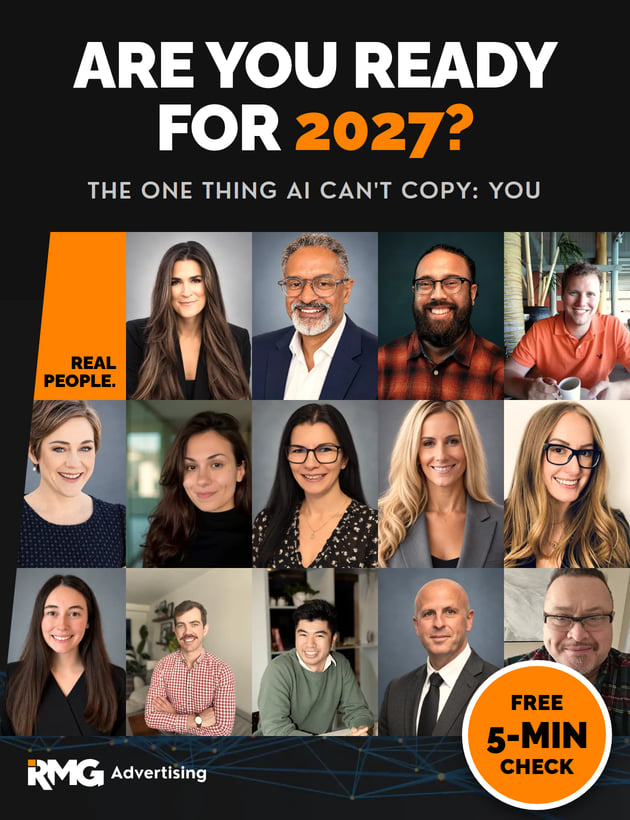 ARE YOU READY
FOR 2027?
THE ONE THING AI CAN'T COPY: YOU
REAL
PEOPLE.
FREE
5-MIN
CHECK
RMG Advertising